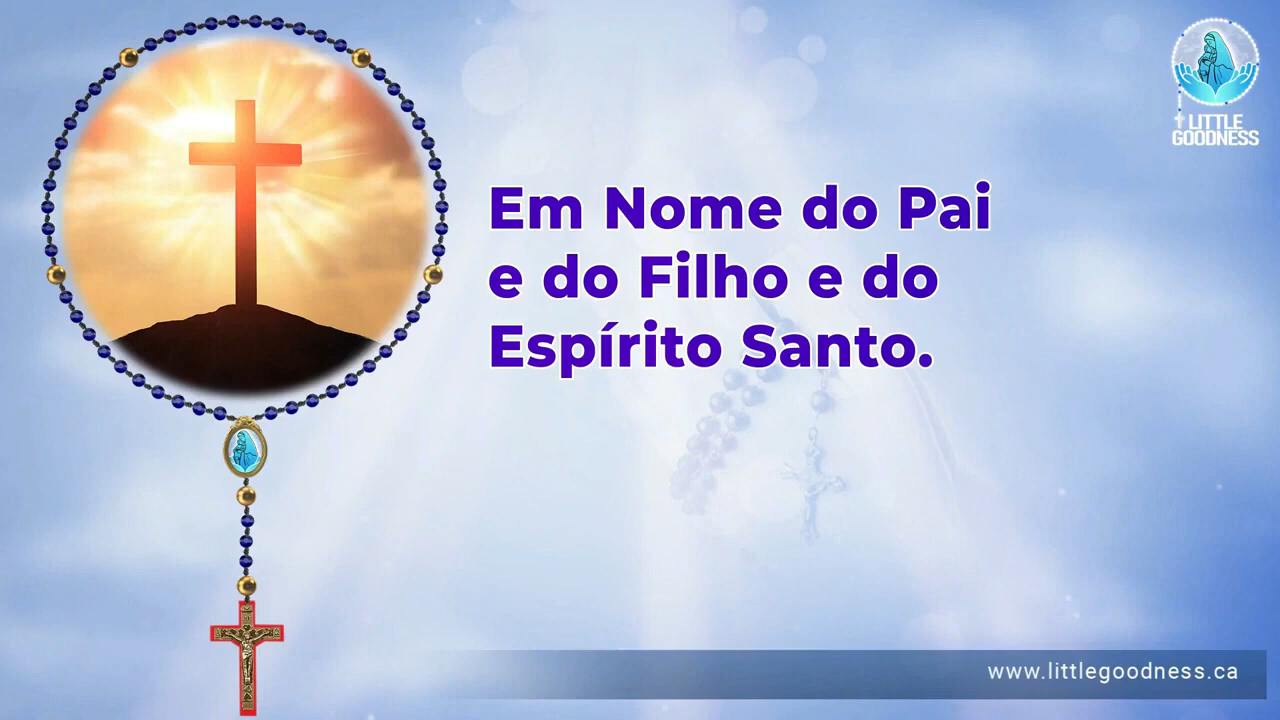 LITTLE
GOODNESS
Em Nome do Pai
e do Filho e do
Espírito Santo.
www.littlegoodness.ca